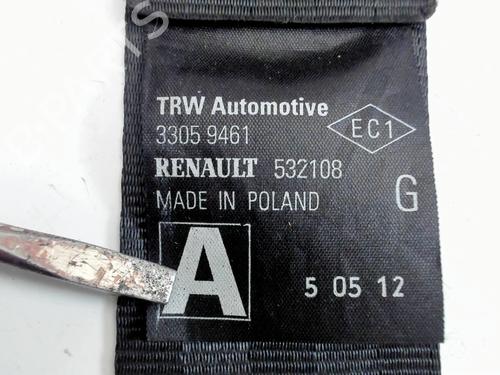 TRW Automotive
3305 9461
EC1
RENAULT 532108
MADE IN POLAND
G
A
5 05 12